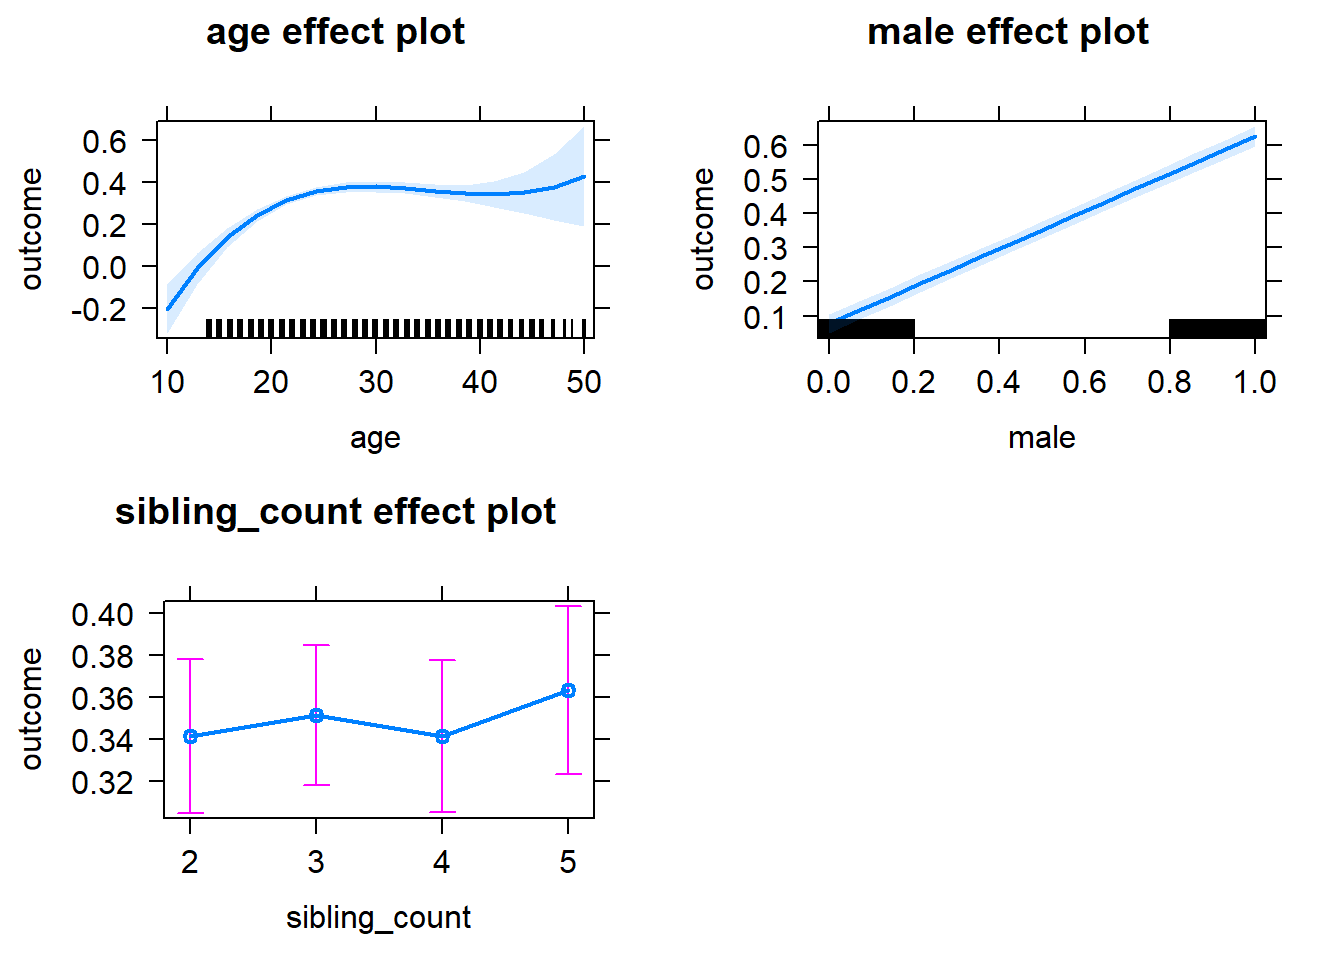 age effect plot
outcome
0.6
0.4
0.2
0.0
-0.2
10 20 30 40 50
age
male effect plot
outcome
0.6
0.5
0.4
0.3
0.2
0.1
0.0 0.2 0.4 0.6 0.8 1.0
male
sibling_count effect plot
outcome
0.40
0.38
0.36
0.34
0.32
2 3 4 5
sibling_count